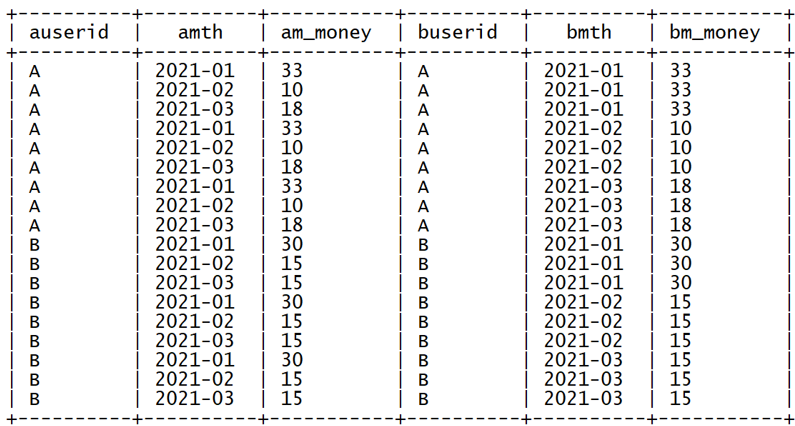 +----------+----------+-----------+----------+----------+-----------+
| auserid | amth | am_money | buserid | bmth | bm_money |
+----------+----------+-----------+----------+----------+-----------+
| A | 2021-01 | 33 | A | 2021-01 | 33 |
| A | 2021-02 | 10 | A | 2021-01 | 33 |
| A | 2021-03 | 18 | A | 2021-01 | 33 |
| A | 2021-01 | 33 | A | 2021-02 | 10 |
| A | 2021-02 | 10 | A | 2021-02 | 10 |
| A | 2021-03 | 18 | A | 2021-02 | 10 |
| A | 2021-01 | 33 | A | 2021-03 | 18 |
| A | 2021-02 | 10 | A | 2021-03 | 18 |
| A | 2021-03 | 18 | A | 2021-03 | 18 |
| B | 2021-01 | 30 | B | 2021-01 | 30 |
| B | 2021-02 | 15 | B | 2021-01 | 30 |
| B | 2021-03 | 15 | B | 2021-01 | 30 |
| B | 2021-01 | 30 | B | 2021-02 | 15 |
| B | 2021-02 | 15 | B | 2021-02 | 15 |
| B | 2021-03 | 15 | B | 2021-02 | 15 |
| B | 2021-01 | 30 | B | 2021-03 | 15 |
| B | 2021-02 | 15 | B | 2021-03 | 15 |
| B | 2021-03 | 15 | B | 2021-03 | 15 |
+----------+----------+-----------+----------+----------+-----------+